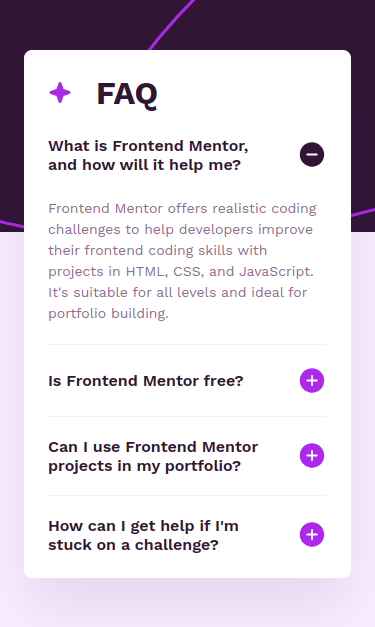 FAQ
What is Frontend Mentor,
and how will it help me?
Frontend Mentor offers realistic coding
challenges to help developers improve
their frontend coding skills with
projects in HTML, CSS, and JavaScript.
It's suitable for all levels and ideal for
portfolio building.
Is Frontend Mentor free?
Can I use Frontend Mentor
projects in my portfolio?
How can I get help if I'm
stuck on a challenge?